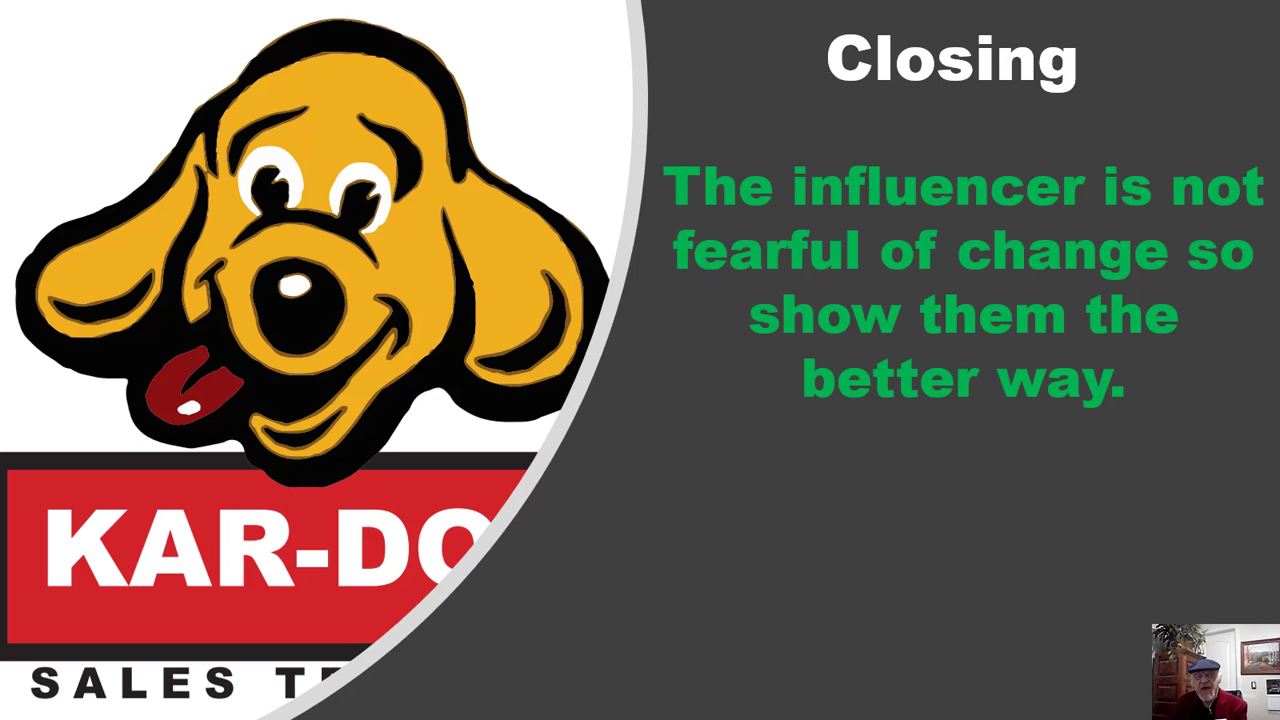 Closing
The influencer is not
fearful of change so
show them the
better way.
KAR-DO
SALES T